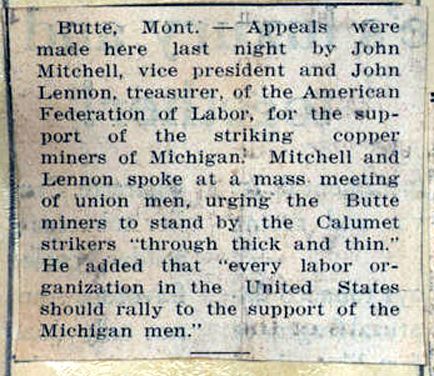 Butte, Mont. — Appeals were
made here last night by John
Mitchell, vice president and John
Lennon, treasurer, of the American
Federation of Labor, for the sup-
port of the striking copper
miners of Michigan. Mitchell and
Lennon spoke at a mass meeting
of union men, urging the Butte
miners to stand by the Calumet
strikers "through thick and thin."
He added that "every labor or-
ganization in the United States
should rally to the support of the
Michigan men."